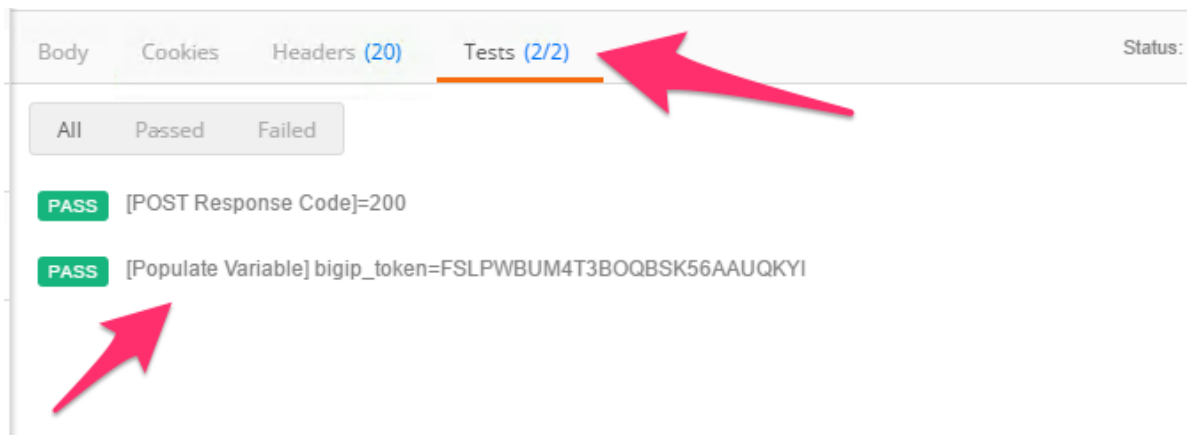 Body Cookies Headers (20) Tests (2/2) Status:
All Passed Failed
PASS [POST Response Code]=200
PASS [Populate Variable] bigip_token=FSLPWBUM4T3BOQBSK56AAUQKYI